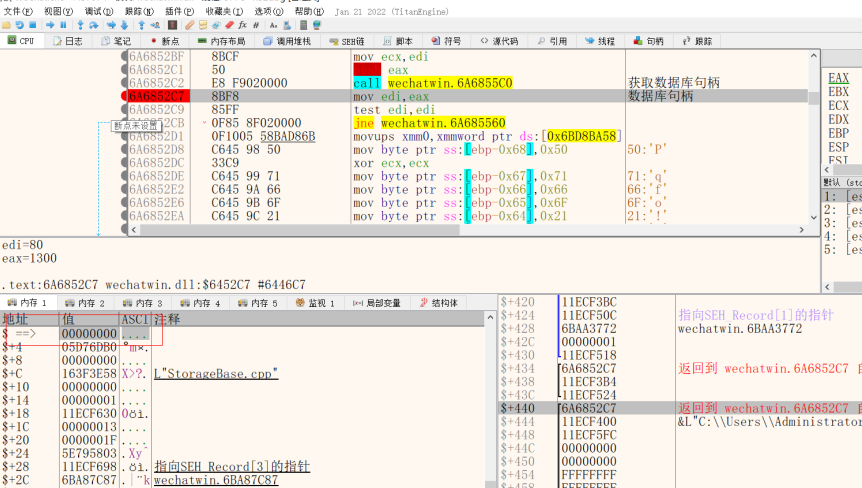 文件(F) 视图(V) 调试(D) 跟踪(N) 插件(P) 收藏夹(I) 选项(O) 帮助(H) Jan 21 2022 (TitanEngine)
CPU 日志 笔记 断点 内存布局 调用堆栈 SEH链 脚本 符号 源代码 引用 线程 句柄 跟踪
6A6852BF 8BCF mov ecx,edi
6A6852C1 50 eax
6A6852C2 E8 F9020000 call wechatwin.6A6855C0 获取数据库句柄
6A6852C7 8BF8 mov edi,eax 数据库句柄
6A6852C9 85FF test edi,edi
0F85 8F020000 jne wechatwin.6A685560
断点未设置
6A6852D1 0F1005 58BAD86B movups xmm0,xmmword ptr ds:[0x6BD8BA58]
6A6852D8 C645 98 50 mov byte ptr ss:[ebp-0x68],0x50 50:'P'
6A6852DC 33C9 xor ecx,ecx
6A6852DE C645 99 71 mov byte ptr ss:[ebp-0x67],0x71 71:'q'
6A6852E2 C645 9A 66 mov byte ptr ss:[ebp-0x66],0x66 66:'f'
6A6852E6 C645 9B 6F mov byte ptr ss:[ebp-0x65],0x6F 6F:'o'
6A6852EA C645 9C 21 mov byte ptr ss:[ebp-0x64],0x21 21:'!'
EAX
EBX
ECX
EDX
EBP
ESP
ESI
edi=80
eax=1300
.text:6A6852C7 wechatwin.dll:$6452C7 #6446C7
默认 (sto
1: [es
2: [es
3: [es
4: [es
5: [es
内存 1 内存 2 内存 3 内存 4 内存 5 监视 1 局部变量 结构体
地址 值 ASCI 注释
$ ==> 00000000 ....
$+4 05D76DB0
$+8 00000000 ....
$+C 163F3E58 X>?. L"StorageBase.cpp"
$+10 00000000 ....
$+14 00000001 ....
$+18 11ECF630
$+1C 00000013 ....
$+20 0000001F ....
$+24 5E795803
$+28 11ECF698 指向SEH_Record[3]的指针
$+2C 6BA87C87 wechatwin.6BA87C87
$+420 11ECF3BC
$+424 11ECF50C 指向SEH_Record[1]的指针
$+428 6BAA3772 wechatwin.6BAA3772
$+42C 00000001
$+430 11ECF518
$+434 6A6852C7 返回到 wechatwin.6A6852C7 自
$+438 11ECF3B4
$+43C 11ECF524
$+440 6A6852C7 返回到 wechatwin.6A6852C7 自
$+444 11ECF400 &L"C:\\Users\\Administrator
$+448 11ECF5FC
$+44C 00000000
$+450 00000000
$+454 FFFFFFFF
$+458 FFFFFFFF